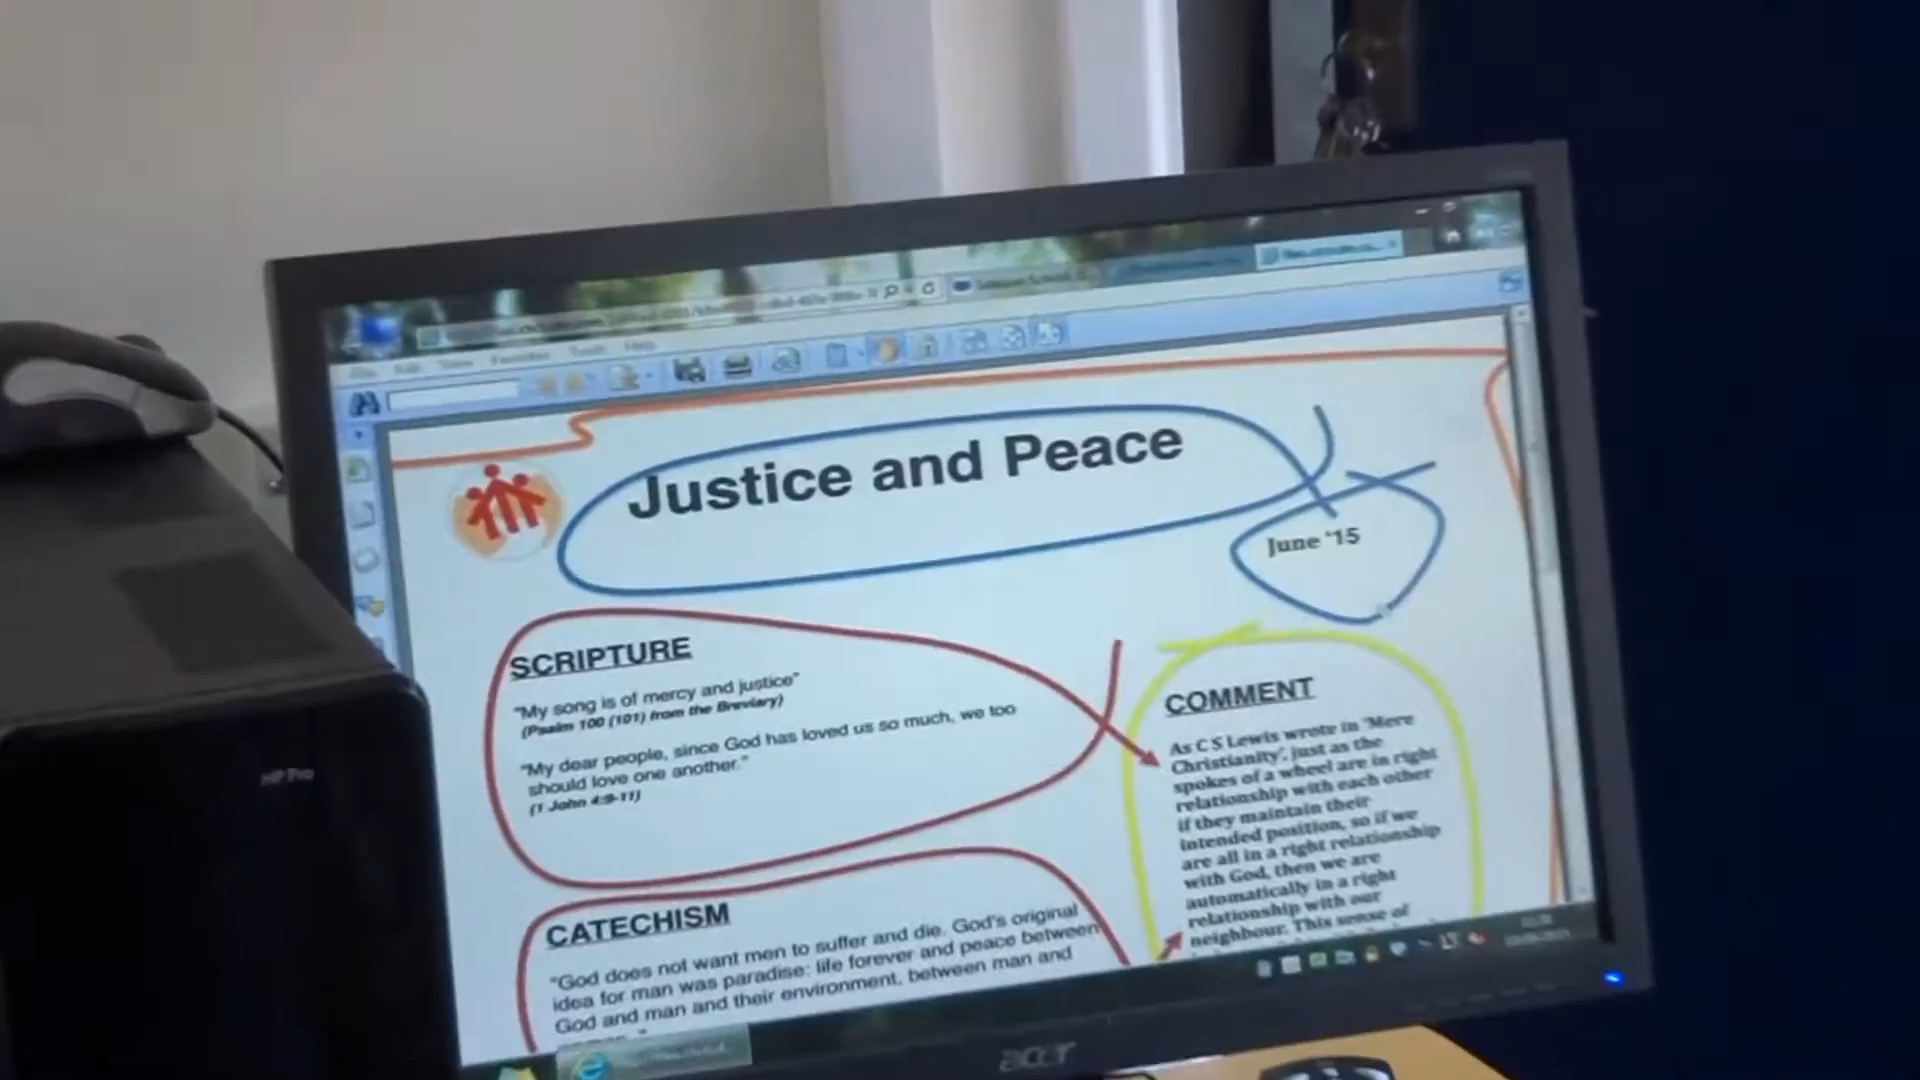 Justice and Peace
June '15
SCRIPTURE
"My song is of mercy and justice"
(Psalm 100 (101) from the Breviary)
"My dear people, since God has loved us so much, we too
should love one another."
(1 John 4:9-11)
COMMENT
As C S Lewis wrote in 'Mere
Christianity', just as the
spokes of a wheel are in right
relationship with each other
if they maintain their
intended position, so if we
are all in a right relationship
with God, then we are
automatically in a right
relationship with our
neighbour. This sense of
CATECHISM
"God does not want men to suffer and die. God's original
idea for man was paradise: life forever and peace between
God and man and their environment, between man and
HP Pro
acer